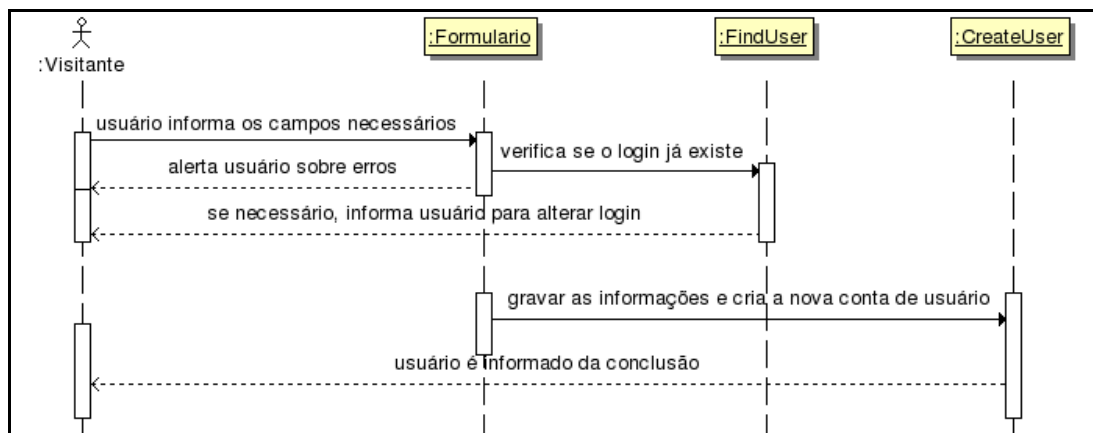 :Visitante
:Formulario
:FindUser
:CreateUser
usuário informa os campos necessários
verifica se o login já existe
alerta usuário sobre erros
se necessário, informa usuário para alterar login
gravar as informações e cria a nova conta de usuário
usuário é informado da conclusão